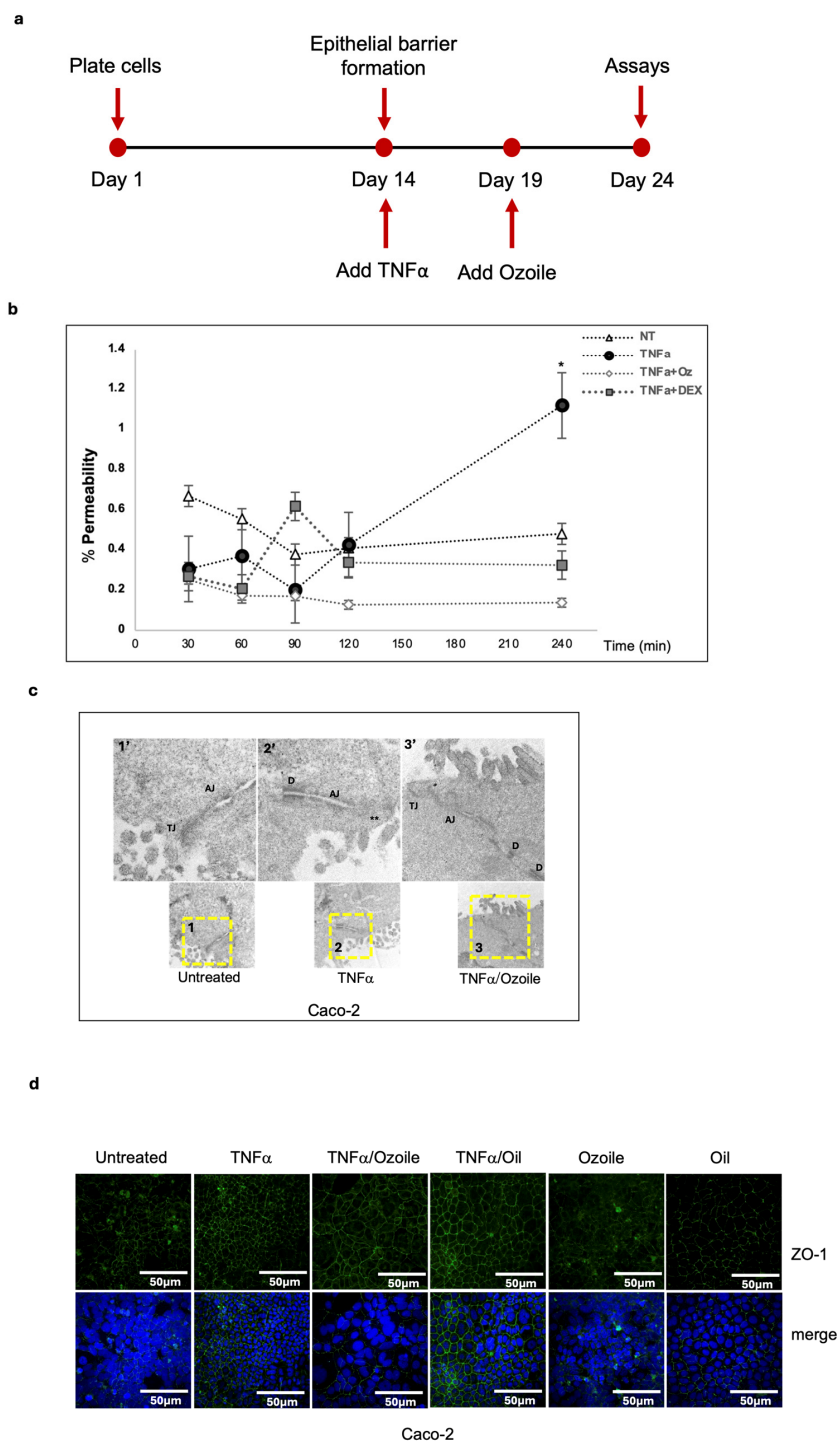 a
Plate cells
Epithelial barrier
formation
Assays
Day 1
Day 14
Day 19
Day 24
Add TNFα
Add Ozoile
b
1.4
1.2
1
0.8
0.6
0.4
0.2
0
% Permeability
NT
TNFa
TNFa+Oz
TNFa+DEX
*
0 30 60 90 120 150 180 210 240 Time (min)
c
1'
AJ
TJ
2'
D
AJ
**
3'
TJ
AJ
D
D
1
2
3
Untreated
TNFα
TNFα/Ozoile
Caco-2
d
Untreated TNFα TNFα/Ozoile TNFα/Oil Ozoile Oil
ZO-1
50µm 50µm 50µm 50µm 50µm 50µm
merge
50µm 50µm 50µm 50µm 50µm 50µm
Caco-2